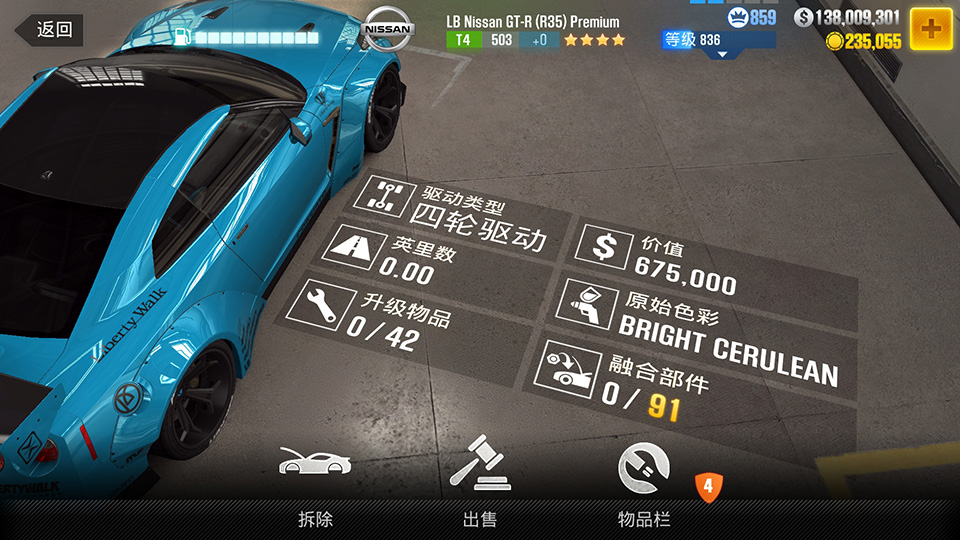 返回
NISSAN
LB Nissan GT-R (R35) Premium
T4 503 +0
859
$ 138,009,301
等级 836
235,055
驱动类型
四轮驱动
英里数
0.00
升级物品
0 / 42
价值
675,000
原始色彩
BRIGHT CERULEAN
融合部件
0 / 91
Liberty Walk
拆除
出售
物品栏
4